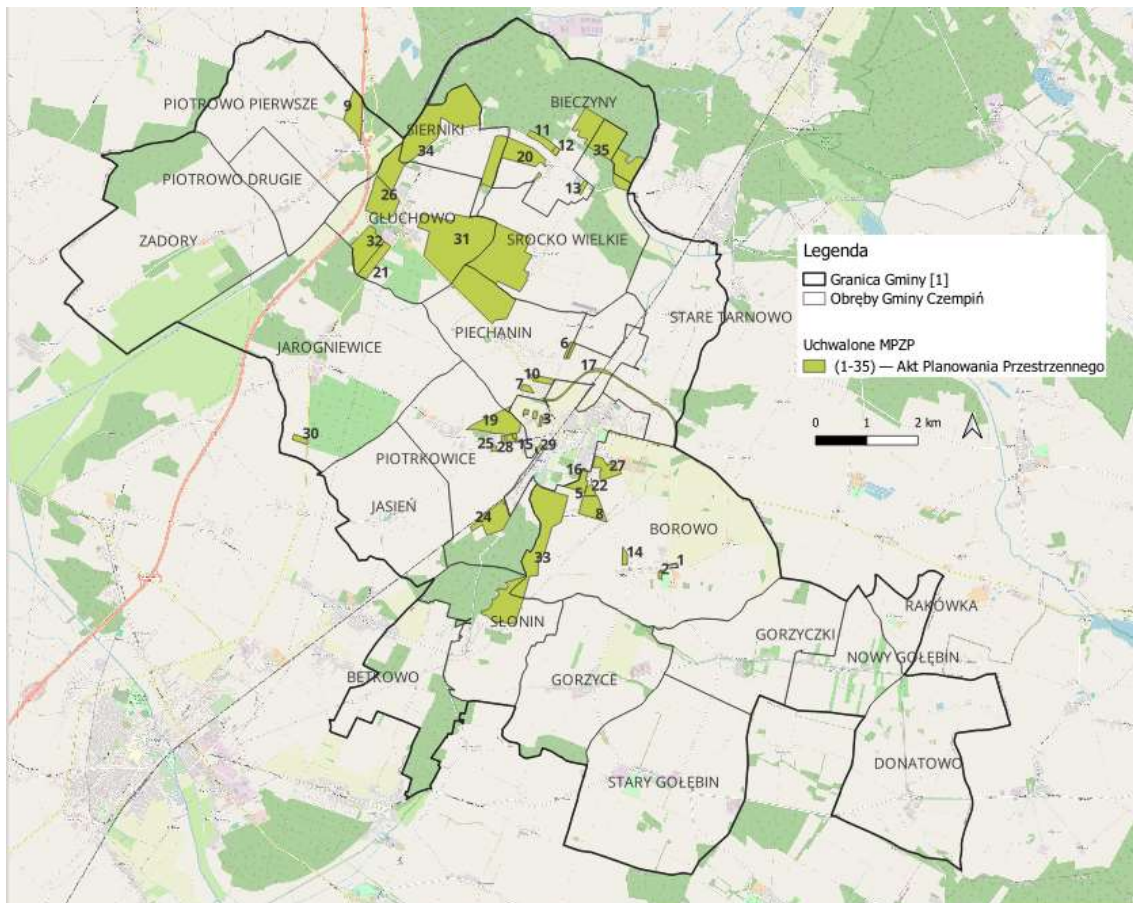 PIOTROWO PIERWSZE
9
BIECZYNY
SIERNIKI
11
12
34
20
35
PIOTROWO DRUGIE
13
26
GŁUCHOWO
ZADORY
32
31
SROCKO WIELKIE
21
Legenda
Granica Gminy [1]
Obręby Gminy Czempiń
Uchwalone MPZP
(1-35) — Akt Planowania Przestrzennego
0 1 2 km
STARE TARNOWO
PIECHANIN
JAROGNIEWICE
6
17
10
7
19
3
30
25
28
15
29
PIOTRKOWICE
16
27
5
22
JASIEŃ
24
8
BOROWO
33
14
1
2
SŁONIN
RAKÓWKA
GORZYCZKI
NOWY GOŁĘBIN
BETKOWO
GORZYCE
DONATOWO
STARY GOŁĘBIN